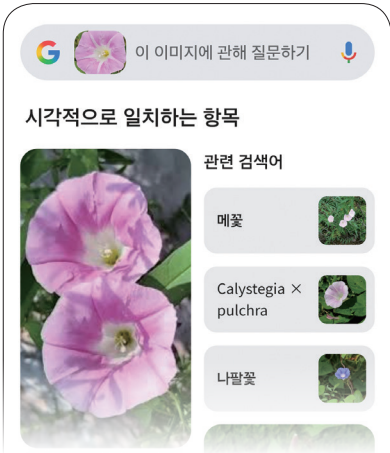 이 이미지에 관해 질문하기
시각적으로 일치하는 항목
관련 검색어
메꽃
Calystegia ×
pulchra
나팔꽃